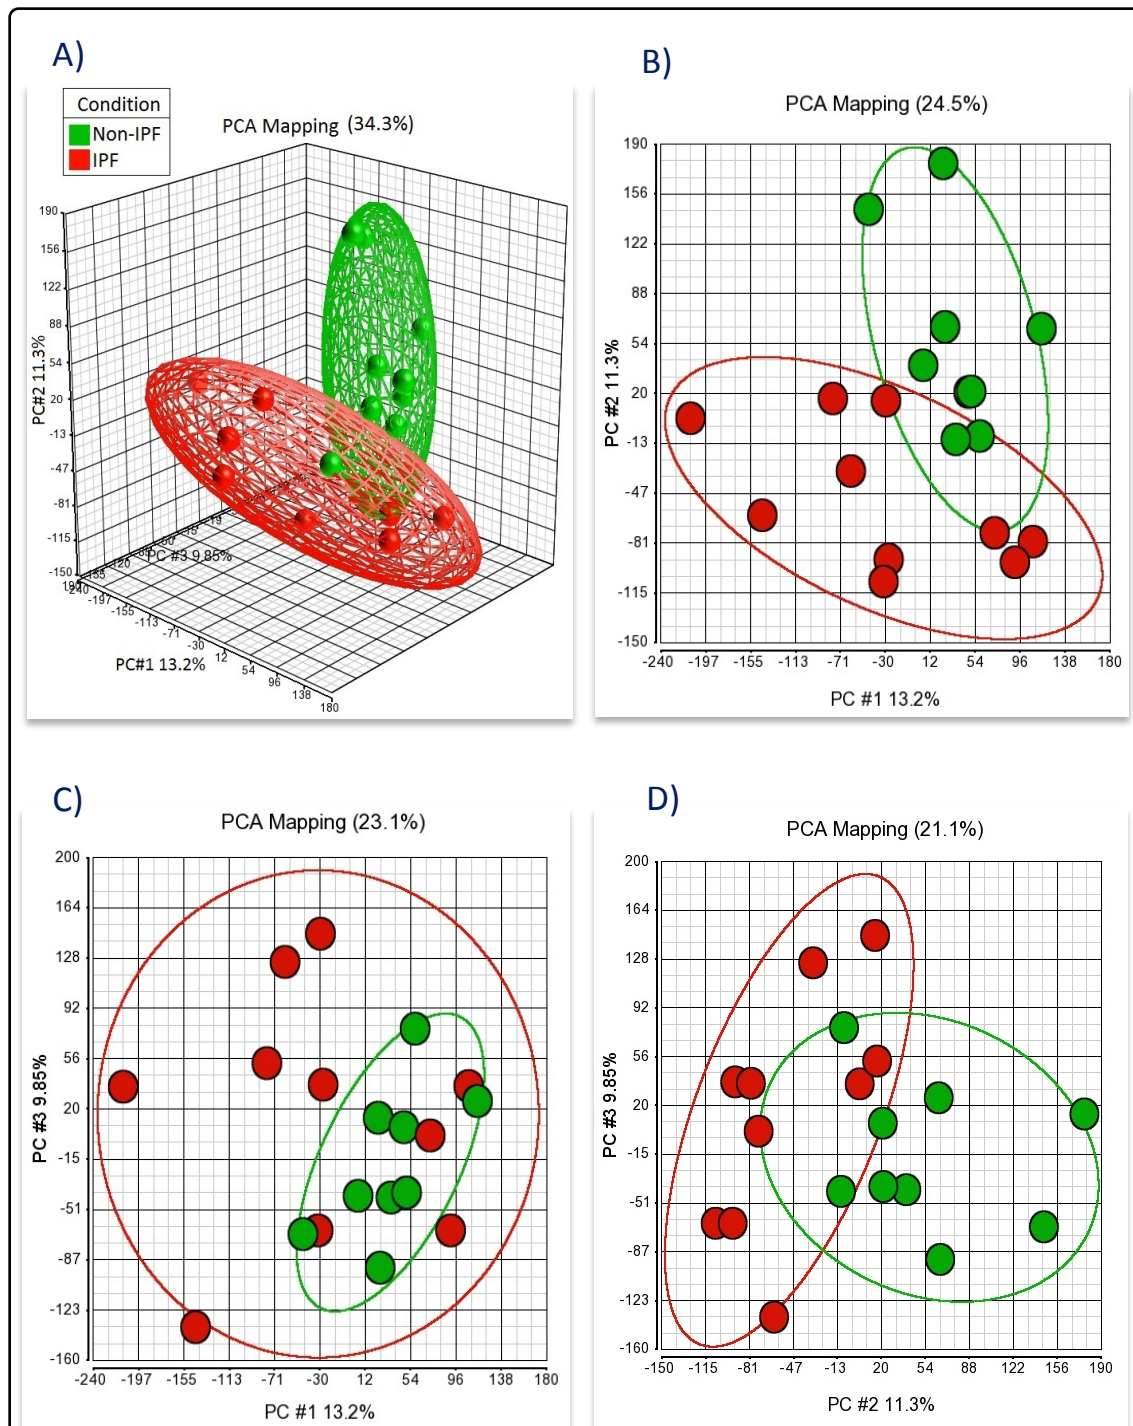 A)
Condition
Non-IPF
IPF
PCA Mapping (34.3%)
190
156
122
88
54
20
-13
-47
-81
-115
-150
PC#2 11.3%
PC #3 9.85%
-240
-197
-155
-113
-71
-30
12
54
96
138
180
PC#1 13.2%
B)
PCA Mapping (24.5%)
190
156
122
88
54
20
-13
-47
-81
-115
-150
PC #2 11.3%
-240 -197 -155 -113 -71 -30 12 54 96 138 180
PC #1 13.2%
C)
PCA Mapping (23.1%)
200
164
128
92
56
20
-15
-51
-87
-123
-160
PC #3 9.85%
-240 -197 -155 -113 -71 -30 12 54 96 138 180
PC #1 13.2%
D)
PCA Mapping (21.1%)
200
164
128
92
56
20
-15
-51
-87
-123
-160
PC #3 9.85%
-150 -115 -81 -47 -13 20 54 88 122 156 190
PC #2 11.3%